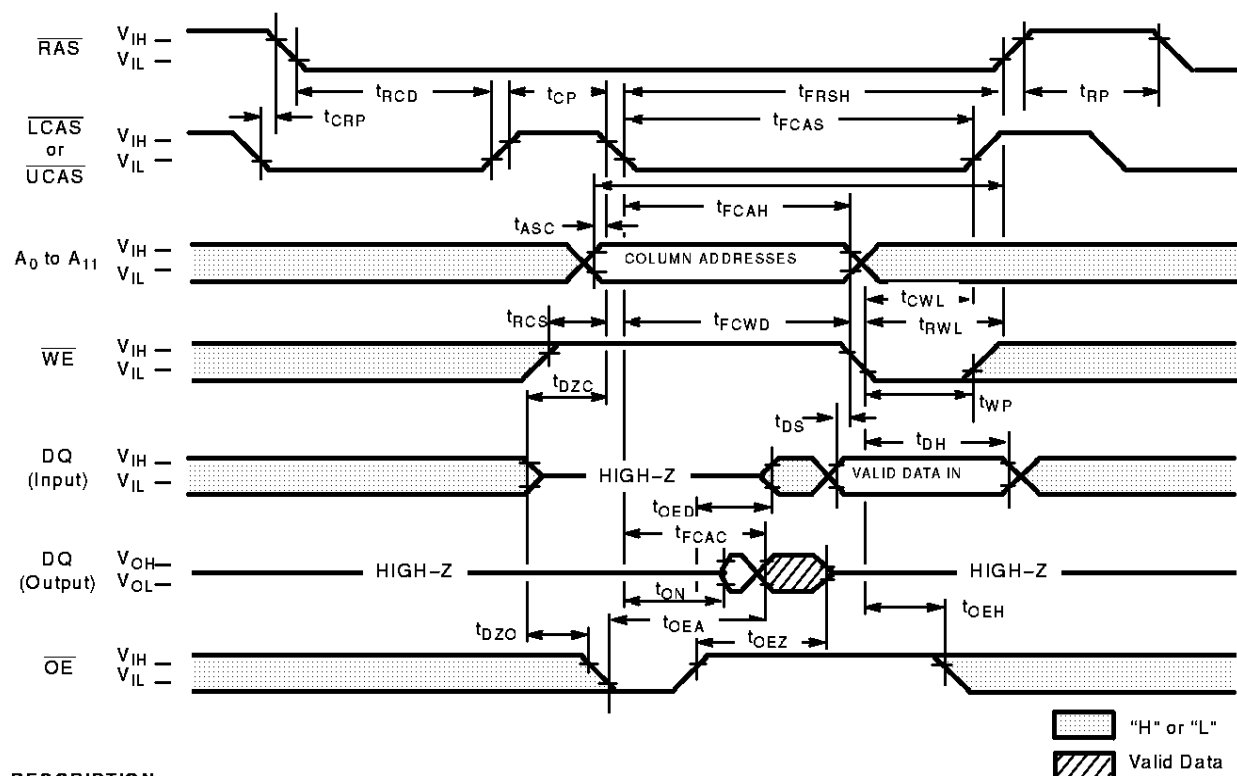 RAS
VIH
VIL
tRCD
tCP
tFRSH
tRP
tCRP
tFCAS
LCAS
or
UCAS
VIH
VIL
tFCAH
tASC
A0 to A11
VIH
VIL
COLUMN ADDRESSES
tCWL
tRCS
tFCWD
tRWL
WE
VIH
VIL
tDZC
tWP
tDS
tDH
DQ
(Input)
VIH
VIL
HIGH–Z
VALID DATA IN
tOED
tFCAC
DQ
(Output)
VOH
VOL
HIGH–Z
HIGH–Z
tON
tOEH
tOEA
tDZO
tOEZ
OE
VIH
VIL
"H" or "L"
Valid Data
DESCRIPTION